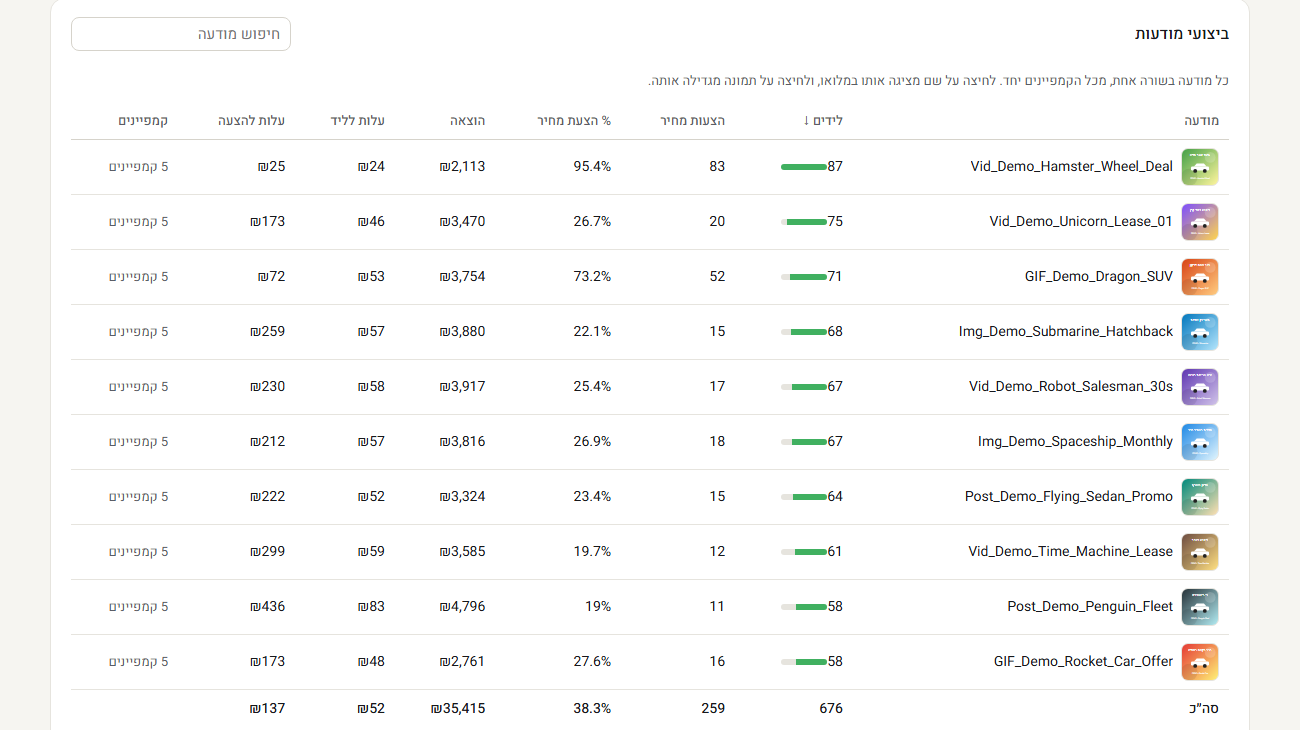 ביצועי מודעות
חיפוש מודעה
כל מודעה בשורה אחת, מכל הקמפיינים יחד. לחיצה על שם מציגה אותו במלואו, ולחיצה על תמונה מגדילה אותה.
מודעה לידים ↓ הצעות מחיר % הצעת מחיר הוצאה עלות לליד עלות להצעה קמפיינים
Vid_Demo_Hamster_Wheel_Deal 87 83 95.4% ₪2,113 ₪24 ₪25 5 קמפיינים
Vid_Demo_Unicorn_Lease_01 75 20 26.7% ₪3,470 ₪46 ₪173 5 קמפיינים
GIF_Demo_Dragon_SUV 71 52 73.2% ₪3,754 ₪53 ₪72 5 קמפיינים
Img_Demo_Submarine_Hatchback 68 15 22.1% ₪3,880 ₪57 ₪259 5 קמפיינים
Vid_Demo_Robot_Salesman_30s 67 17 25.4% ₪3,917 ₪58 ₪230 5 קמפיינים
Img_Demo_Spaceship_Monthly 67 18 26.9% ₪3,816 ₪57 ₪212 5 קמפיינים
Post_Demo_Flying_Sedan_Promo 64 15 23.4% ₪3,324 ₪52 ₪222 5 קמפיינים
Vid_Demo_Time_Machine_Lease 61 12 19.7% ₪3,585 ₪59 ₪299 5 קמפיינים
Post_Demo_Penguin_Fleet 58 11 19% ₪4,796 ₪83 ₪436 5 קמפיינים
GIF_Demo_Rocket_Car_Offer 58 16 27.6% ₪2,761 ₪48 ₪173 5 קמפיינים
סה״כ 676 259 38.3% ₪35,415 ₪52 ₪137